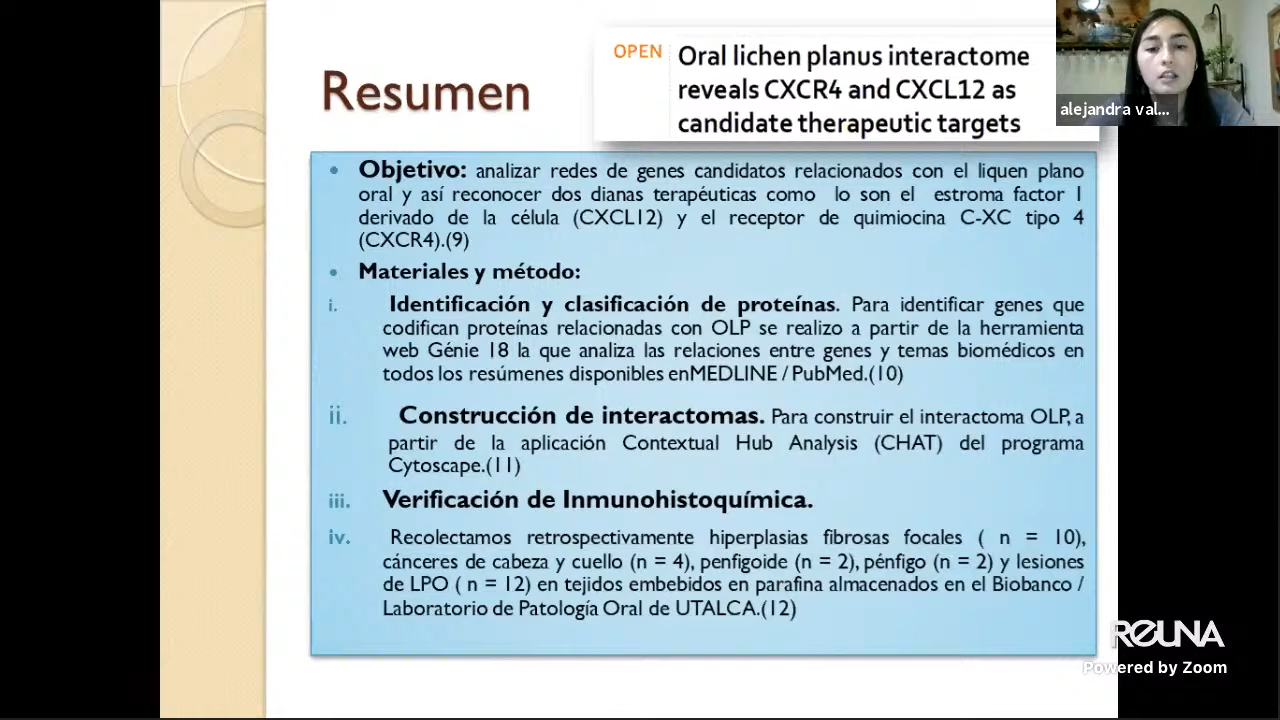 Resumen
OPEN
Oral lichen planus interactome
reveals CXCR4 and CXCL12 as
candidate therapeutic targets
alejandra val...
• Objetivo: analizar redes de genes candidatos relacionados con el liquen plano
oral y así reconocer dos dianas terapéuticas como lo son el estroma factor 1
derivado de la célula (CXCL12) y el receptor de quimiocina C-XC tipo 4
(CXCR4).(9)
• Materiales y método:
i. Identificación y clasificación de proteínas. Para identificar genes que
codifican proteínas relacionadas con OLP se realizo a partir de la herramienta
web Génie 18 la que analiza las relaciones entre genes y temas biomédicos en
todos los resúmenes disponibles enMEDLINE / PubMed.(10)
ii. Construcción de interactomas. Para construir el interactoma OLP, a
partir de la aplicación Contextual Hub Analysis (CHAT) del programa
Cytoscape.(11)
iii. Verificación de Inmunohistoquímica.
iv. Recolectamos retrospectivamente hiperplasias fibrosas focales ( n = 10),
cánceres de cabeza y cuello (n = 4), penfigoide (n = 2), pénfigo (n = 2) y lesiones
de LPO ( n = 12) en tejidos embebidos en parafina almacenados en el Biobanco /
Laboratorio de Patología Oral de UTALCA.(12)
REUNA
Powered by Zoom